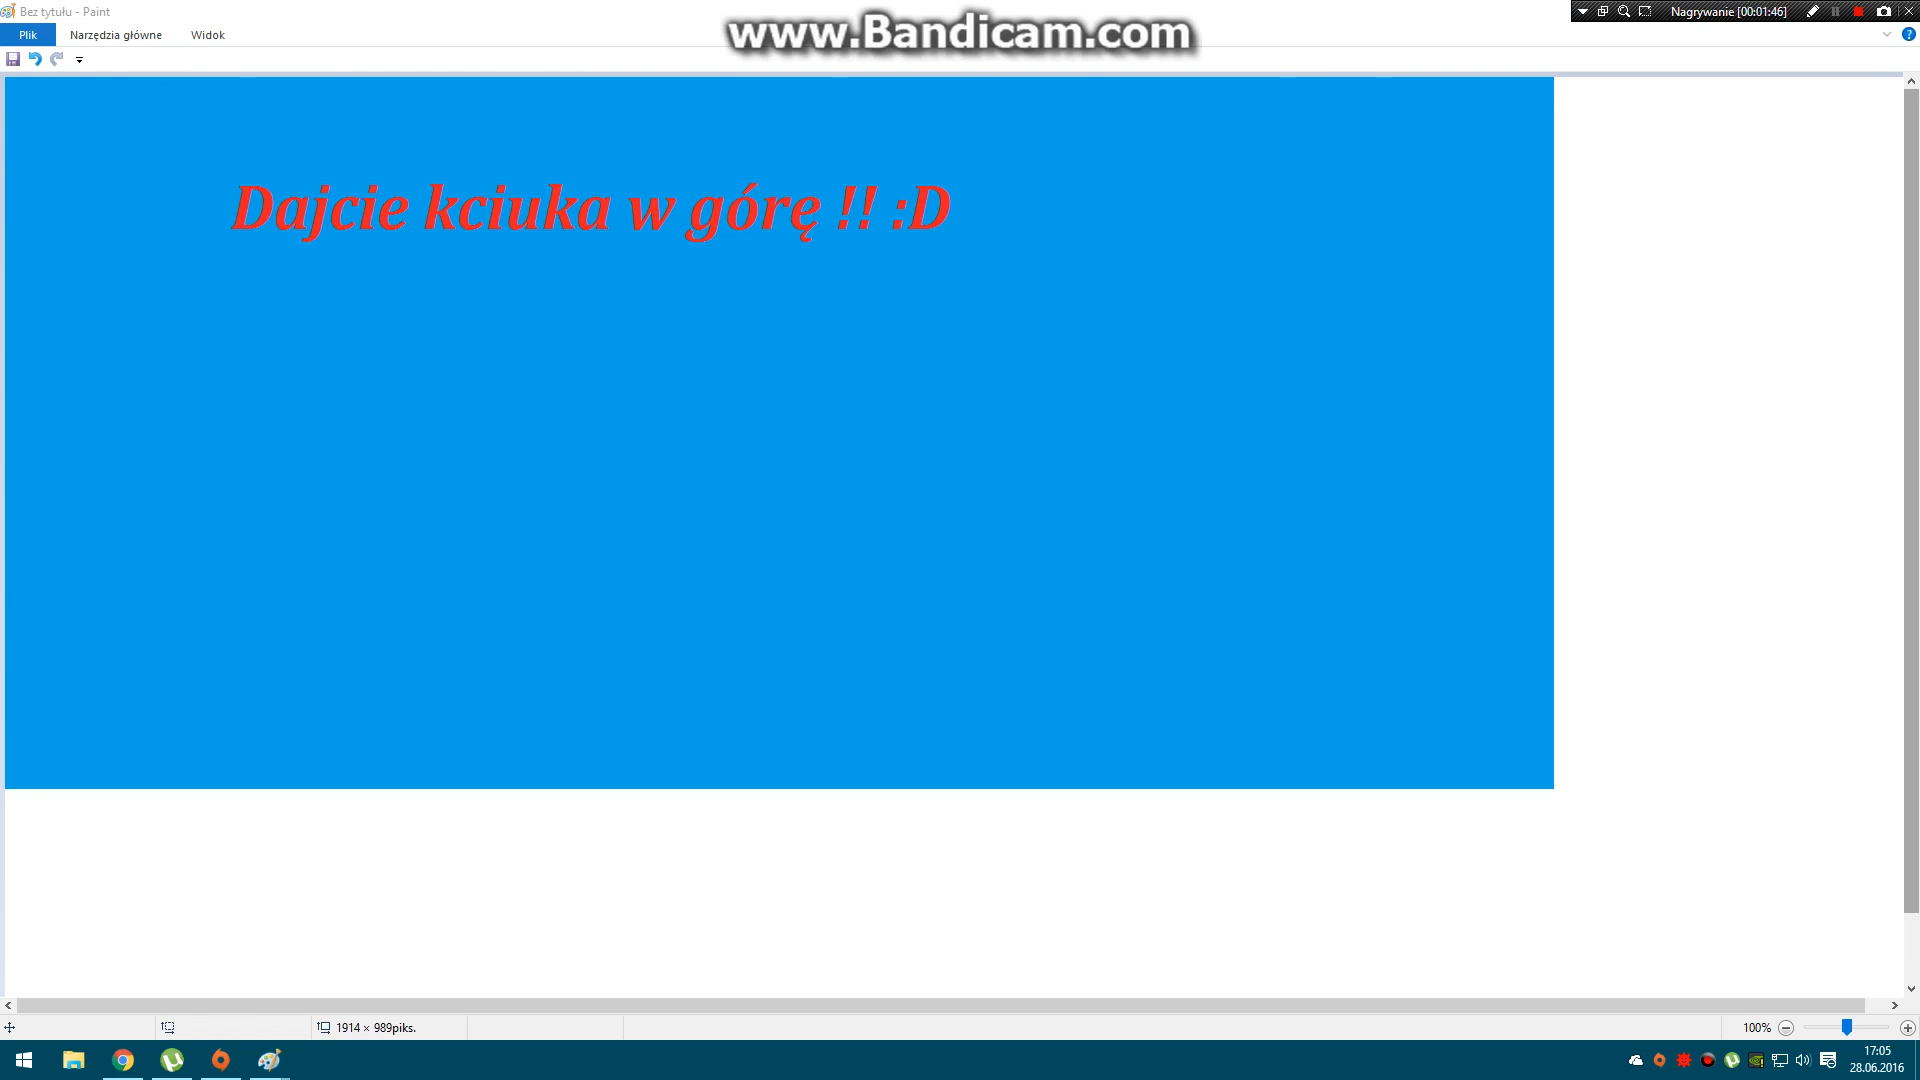 Bez tytułu - Paint
www.Bandicam.com
Nagrywanie [00:01:46]
Plik Narzędzia główne Widok
Dajcie kciuka w górę !! :D
1914 × 989piks.
100%
17:05
28.06.2016